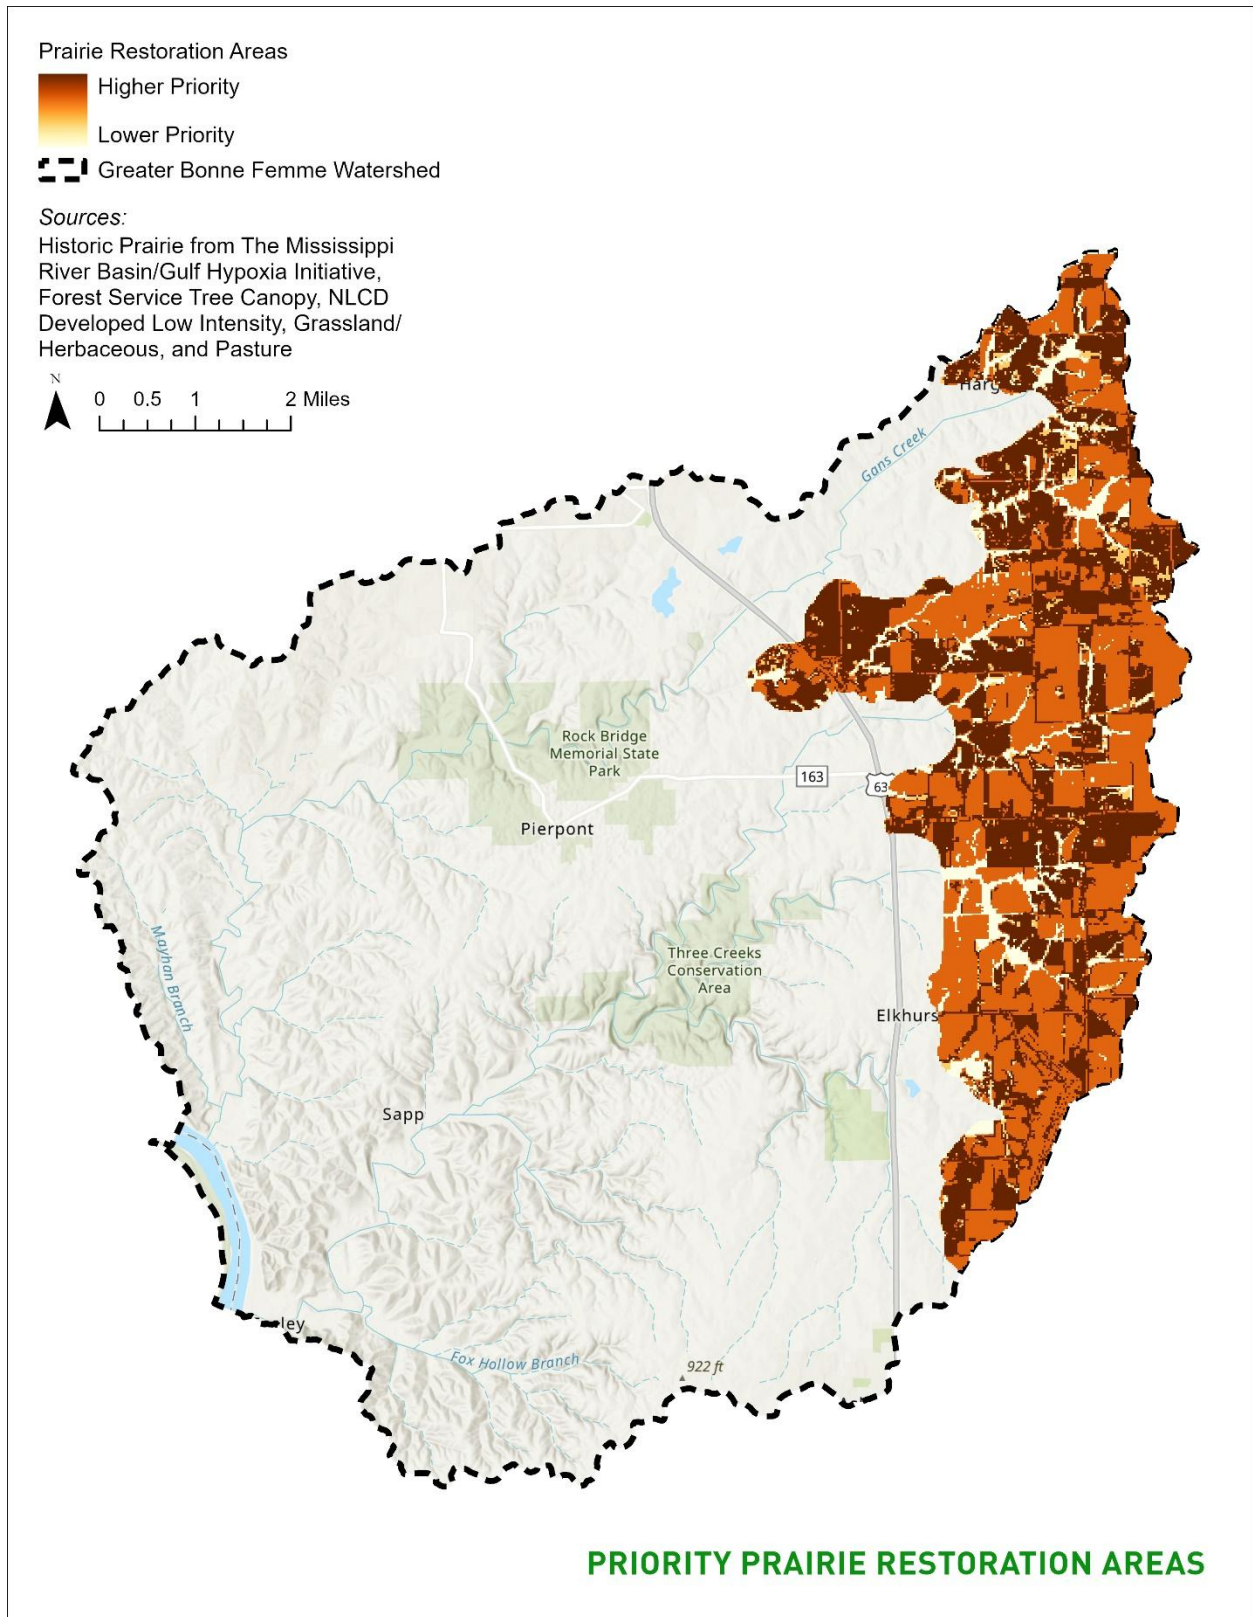 Prairie Restoration Areas
Higher Priority
Lower Priority
Greater Bonne Femme Watershed
Sources:
Historic Prairie from The Mississippi
River Basin/Gulf Hypoxia Initiative,
Forest Service Tree Canopy, NLCD
Developed Low Intensity, Grassland/
Herbaceous, and Pasture
N
0 0.5 1 2 Miles
Harg
Gans Creek
Rock Bridge
Memorial State
Park
163
63
Pierpont
Three Creeks
Conservation
Area
Mayhan Branch
Elkhurs
Sapp
ley
Fox Hollow Branch
922 ft
PRIORITY PRAIRIE RESTORATION AREAS